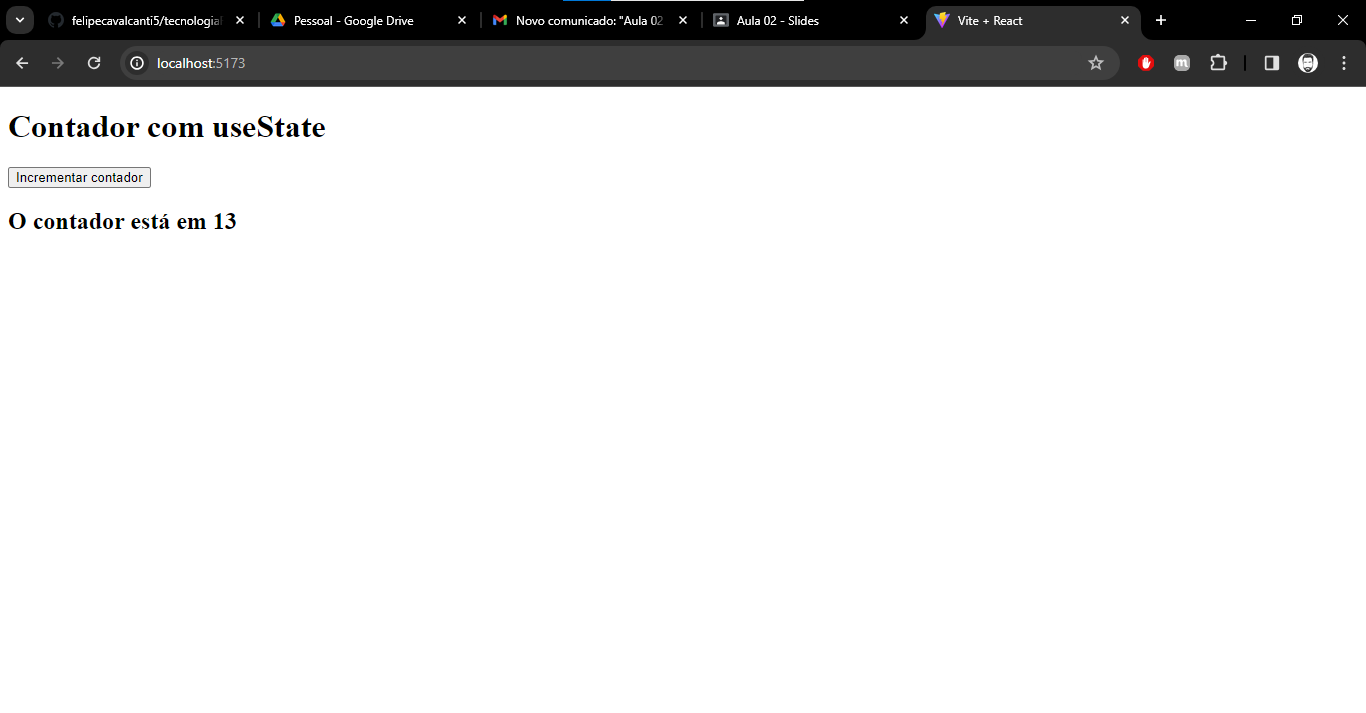 felipecavalcanti5/tecnologia
Pessoal - Google Drive
Novo comunicado: "Aula 02
Aula 02 - Slides
Vite + React
localhost:5173
m
Contador com useState
Incrementar contador
O contador está em 13